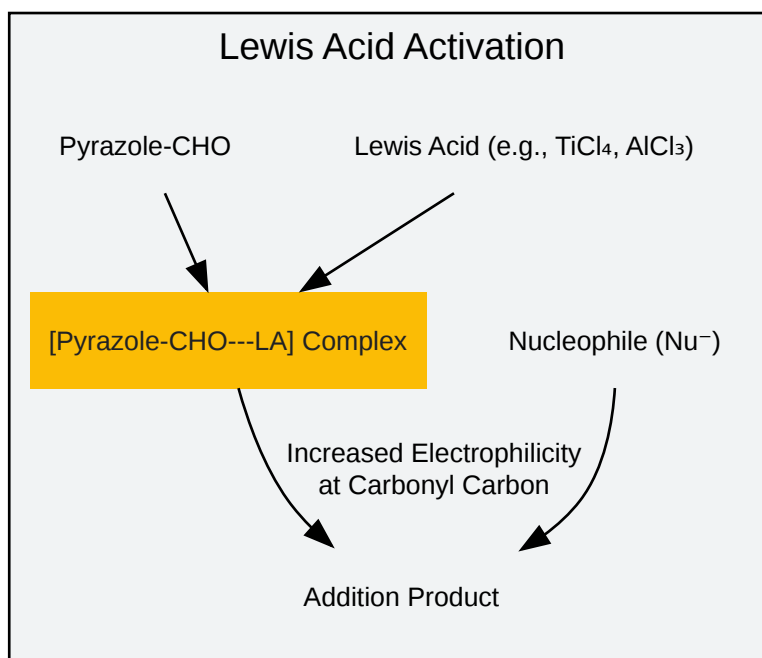 Lewis Acid Activation
Pyrazole-CHO
Lewis Acid (e.g., TiCl₄, AlCl₃)
[Pyrazole-CHO---LA] Complex
Nucleophile (Nu⁻)
Increased Electrophilicity
at Carbonyl Carbon
Addition Product